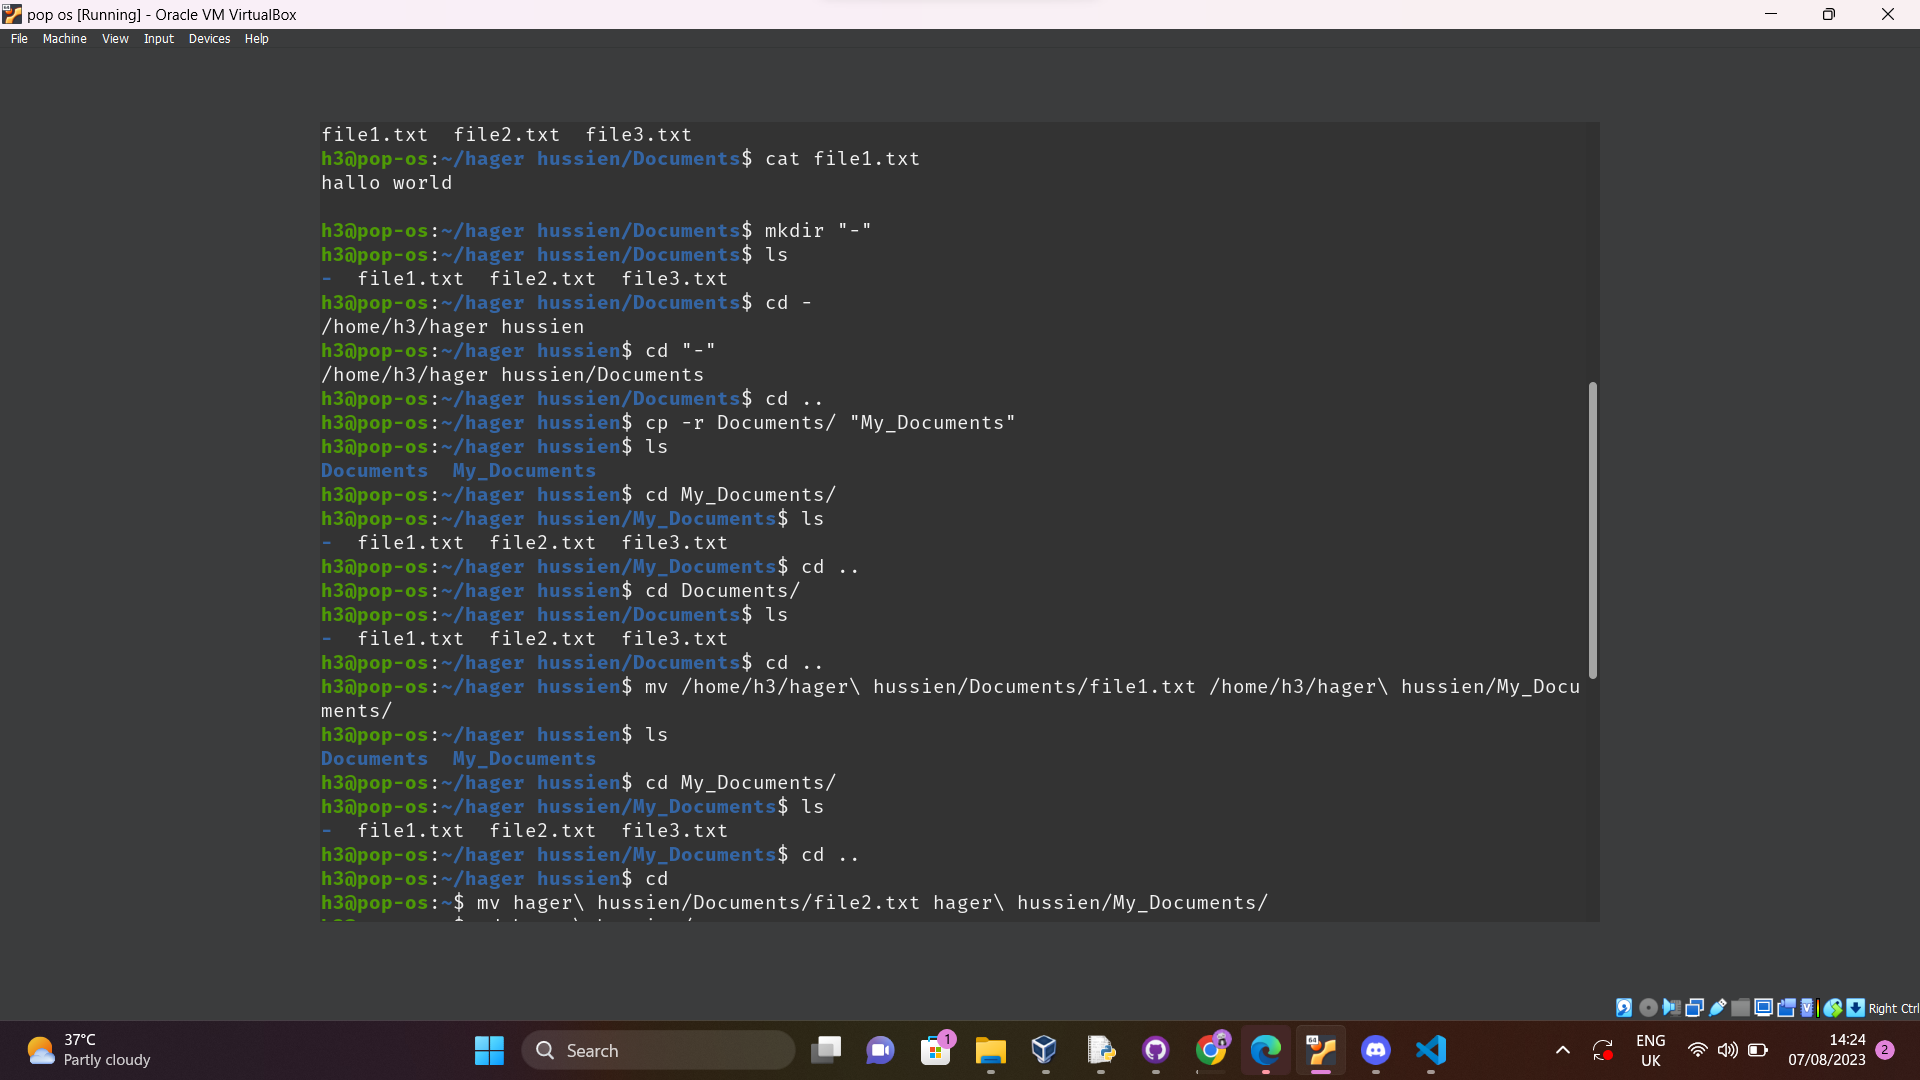 pop os [Running] - Oracle VM VirtualBox
File Machine View Input Devices Help
file1.txt file2.txt file3.txt
h3@pop-os:~/hager hussien/Documents$ cat file1.txt
hallo world
h3@pop-os:~/hager hussien/Documents$ mkdir "-"
h3@pop-os:~/hager hussien/Documents$ ls
- file1.txt file2.txt file3.txt
h3@pop-os:~/hager hussien/Documents$ cd -
/home/h3/hager hussien
h3@pop-os:~/hager hussien$ cd "-"
/home/h3/hager hussien/Documents
h3@pop-os:~/hager hussien/Documents$ cd ..
h3@pop-os:~/hager hussien$ cp -r Documents/ "My_Documents"
h3@pop-os:~/hager hussien$ ls
Documents My_Documents
h3@pop-os:~/hager hussien$ cd My_Documents/
h3@pop-os:~/hager hussien/My_Documents$ ls
- file1.txt file2.txt file3.txt
h3@pop-os:~/hager hussien/My_Documents$ cd ..
h3@pop-os:~/hager hussien$ cd Documents/
h3@pop-os:~/hager hussien/Documents$ ls
- file1.txt file2.txt file3.txt
h3@pop-os:~/hager hussien/Documents$ cd ..
h3@pop-os:~/hager hussien$ mv /home/h3/hager\ hussien/Documents/file1.txt /home/h3/hager\ hussien/My_Docu
ments/
h3@pop-os:~/hager hussien$ ls
Documents My_Documents
h3@pop-os:~/hager hussien$ cd My_Documents/
h3@pop-os:~/hager hussien/My_Documents$ ls
- file1.txt file2.txt file3.txt
h3@pop-os:~/hager hussien/My_Documents$ cd ..
h3@pop-os:~/hager hussien$ cd
h3@pop-os:~$ mv hager\ hussien/Documents/file2.txt hager\ hussien/My_Documents/
Right Ctrl
37°C
Partly cloudy
Search
1
64
ENG
UK
14:24
07/08/2023
2